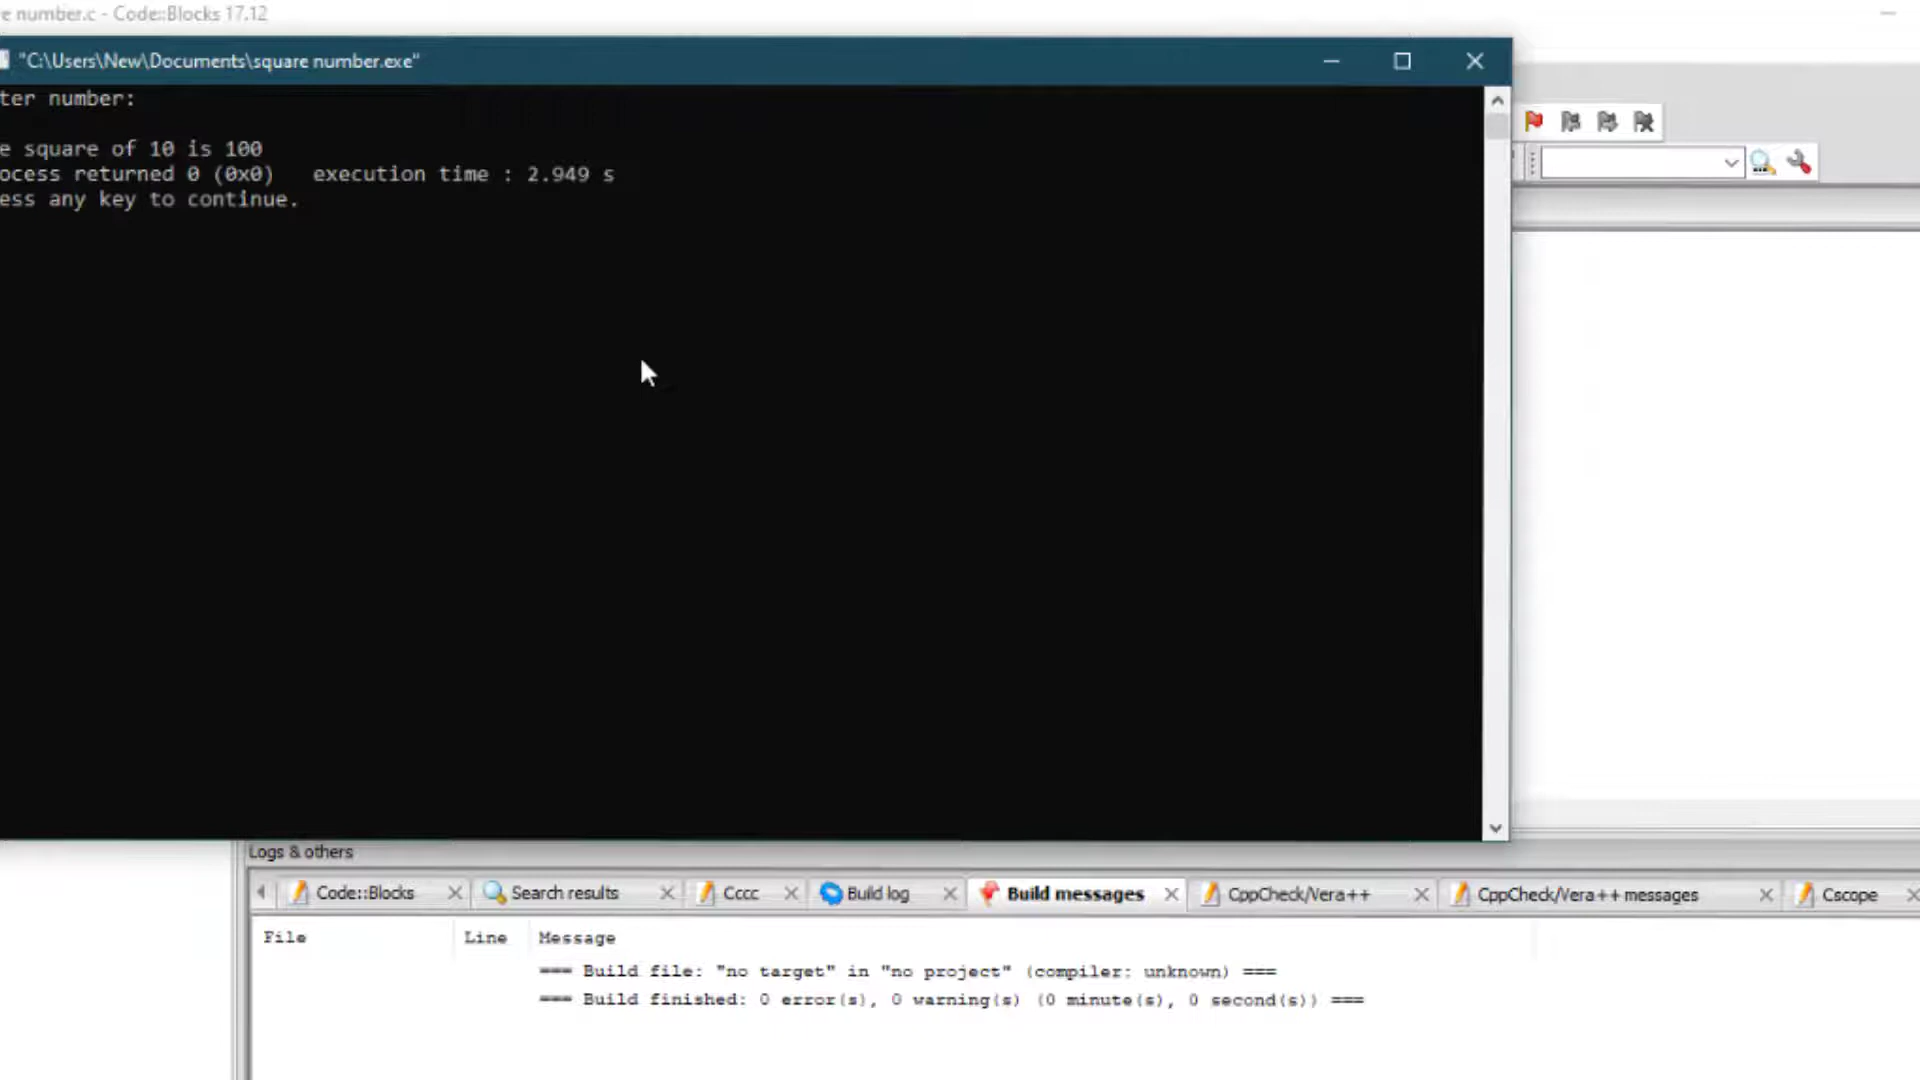 e number.c - Code::Blocks 17.12
"C:\Users\New\Documents\square number.exe"
ter number:
e square of 10 is 100
ocess returned 0 (0x0)   execution time : 2.949 s
ess any key to continue.
Logs & others
Code::Blocks
Search results
Cccc
Build log
Build messages
CppCheck/Vera++
CppCheck/Vera++ messages
Cscope
File Line Message
=== Build file: "no target" in "no project" (compiler: unknown) ===
=== Build finished: 0 error(s), 0 warning(s) (0 minute(s), 0 second(s)) ===